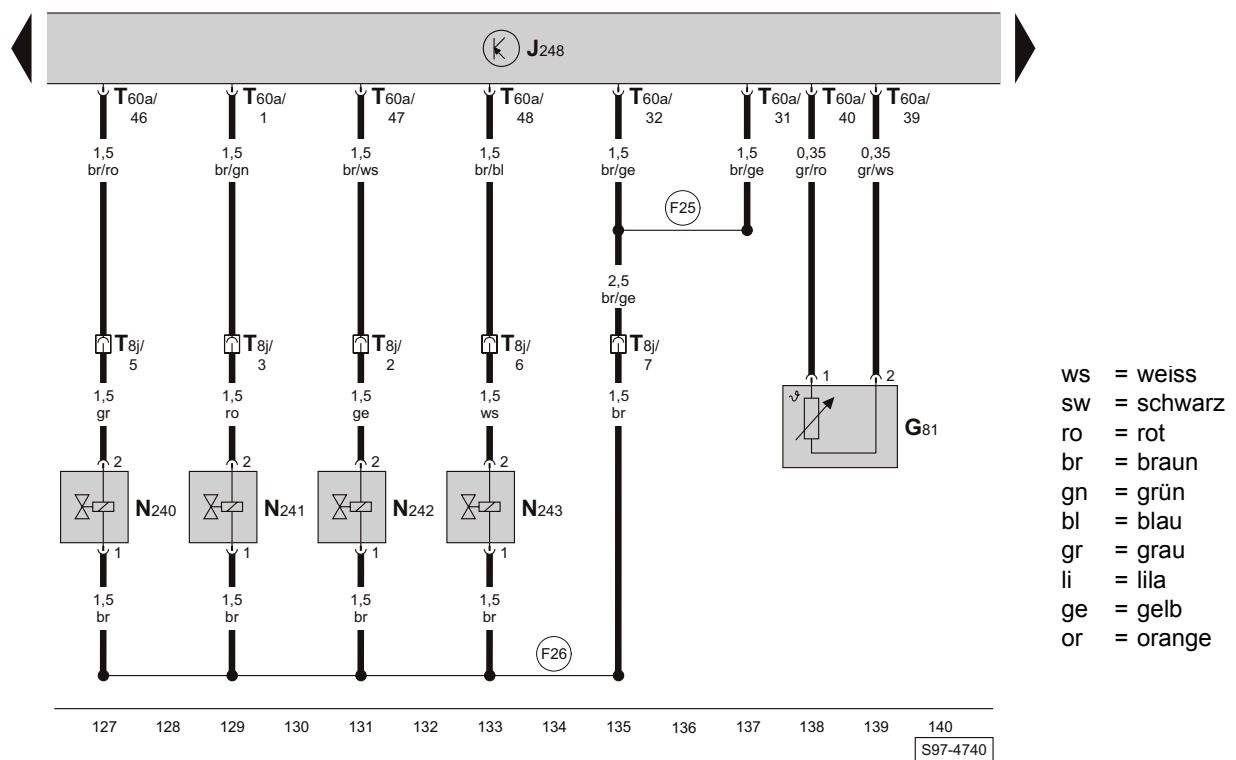 J248
T60a/ T60a/ T60a/ T60a/ T60a/ T60a/ T60a/ T60a/
46 1 47 48 32 31 40 39
1,5 1,5 1,5 1,5 1,5 1,5 0,35 0,35
br/ro br/gn br/ws br/bl br/ge br/ge gr/ro gr/ws
F25
2,5
br/ge
T8j/ T8j/ T8j/ T8j/ T8j/
5 3 2 6 7
1 2
1,5 1,5 1,5 1,5 1,5
gr ro ge ws br
ϑ
G81
2 2 2 2
N240 N241 N242 N243
1 1 1 1
1,5 1,5 1,5 1,5
br br br br
F26
127 128 129 130 131 132 133 134 135 136 137 138 139 140
S97-4740
ws = weiss
sw = schwarz
ro = rot
br = braun
gn = grün
bl = blau
gr = grau
li = lila
ge = gelb
or = orange